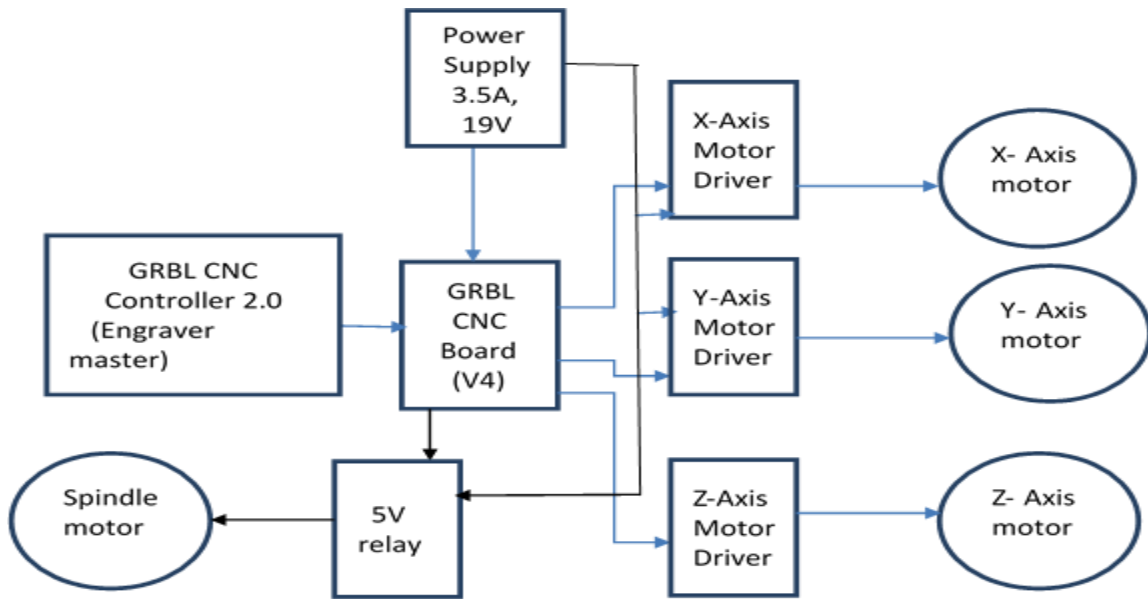 Power
Supply
3.5A,
19V
X-Axis
Motor
Driver
X- Axis
motor
GRBL CNC
Controller 2.0
(Engraver
master)
GRBL
CNC
Board
(V4)
Y-Axis
Motor
Driver
Y- Axis
motor
Spindle
motor
5V
relay
Z-Axis
Motor
Driver
Z- Axis
motor